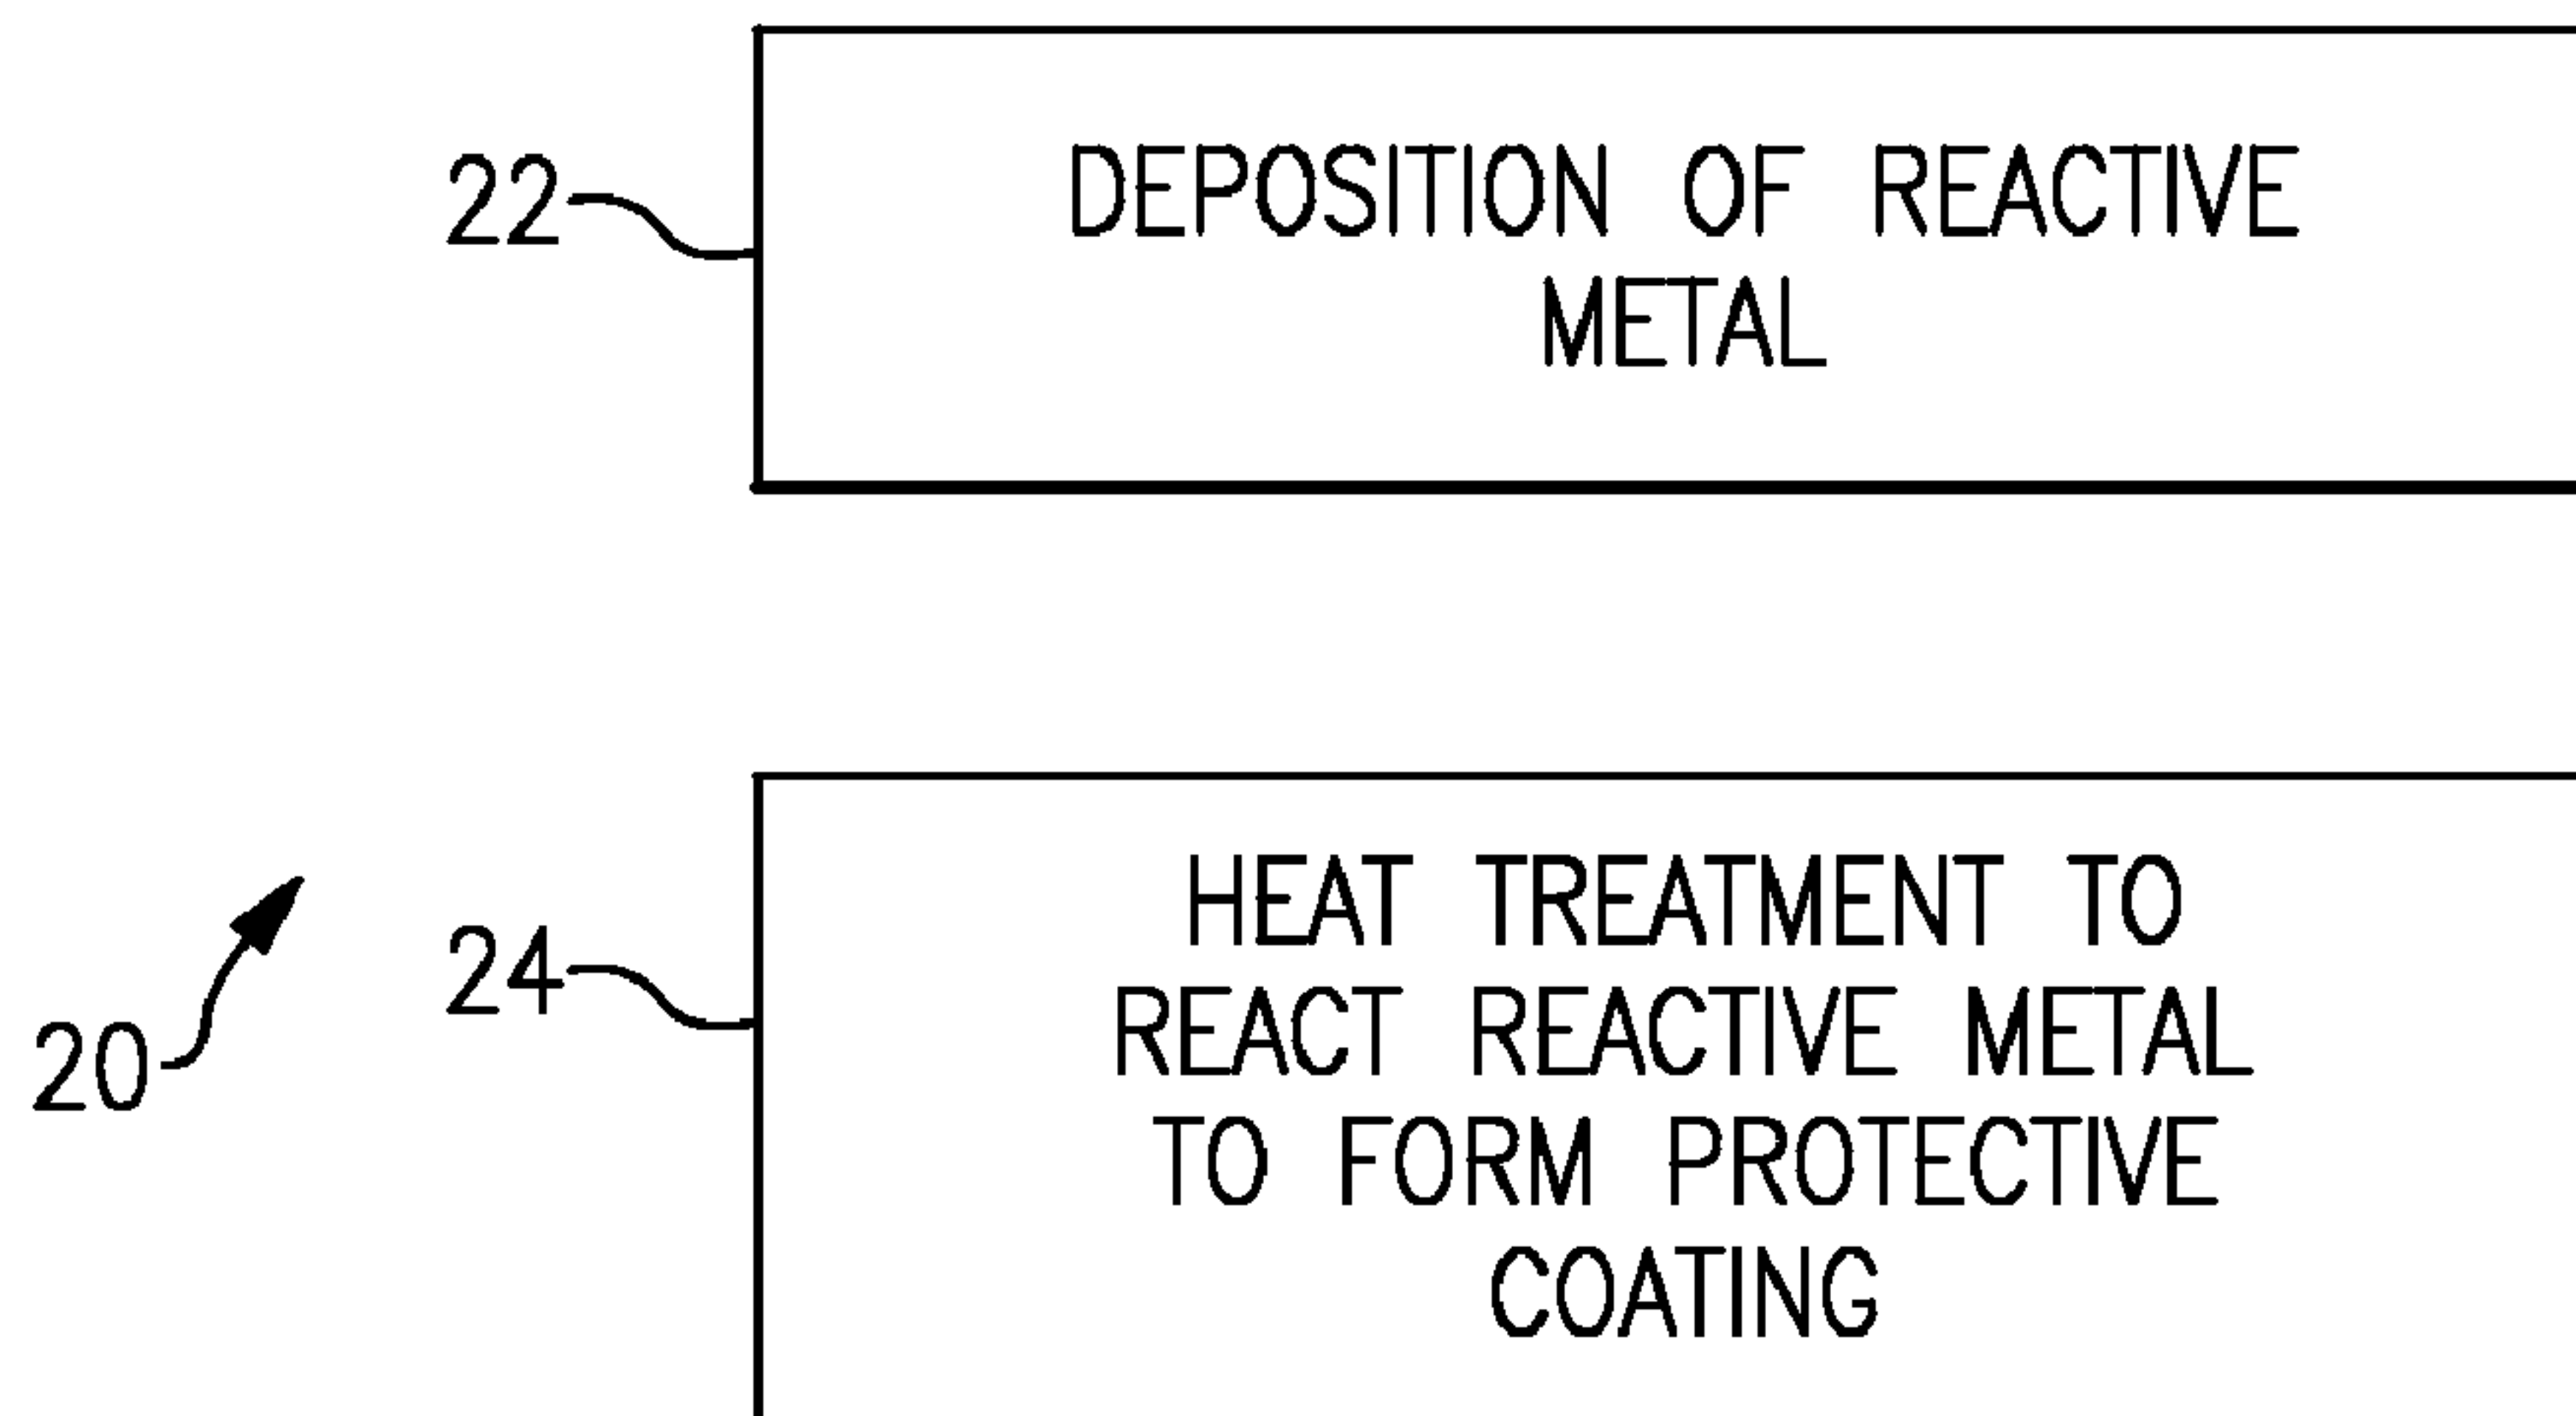 22
DEPOSITION OF REACTIVE
METAL
20
24
HEAT TREATMENT TO
REACT REACTIVE METAL
TO FORM PROTECTIVE
COATING